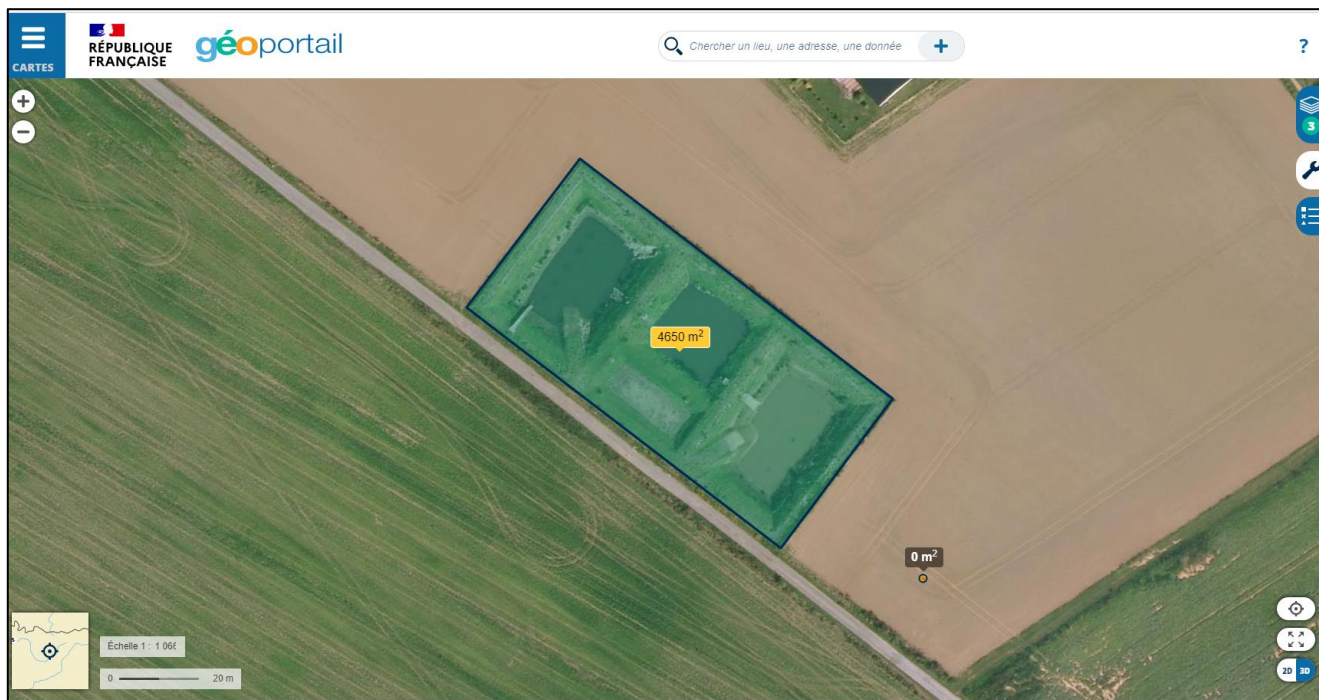 CARTES
RÉPUBLIQUE
FRANÇAISE
géoportail
Chercher un lieu, une adresse, une donnée
+
?
+
−
3
4650 m²
0 m²
Échelle 1 : 1 066
0 20 m
2D 3D